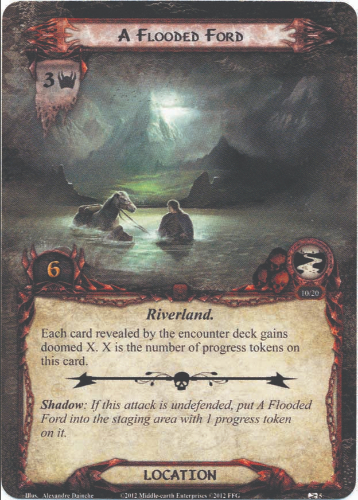 A Flooded Ford
3
6
10/20
Riverland.
Each card revealed by the encounter deck gains
doomed X. X is the number of progress tokens on
this card.
Shadow: If this attack is undefended, put A Flooded
Ford into the staging area with 1 progress token
on it.
LOCATION
Illus. Alexandre Dainche ©2012 Middle-earth Enterprises ©2012 FFG 5